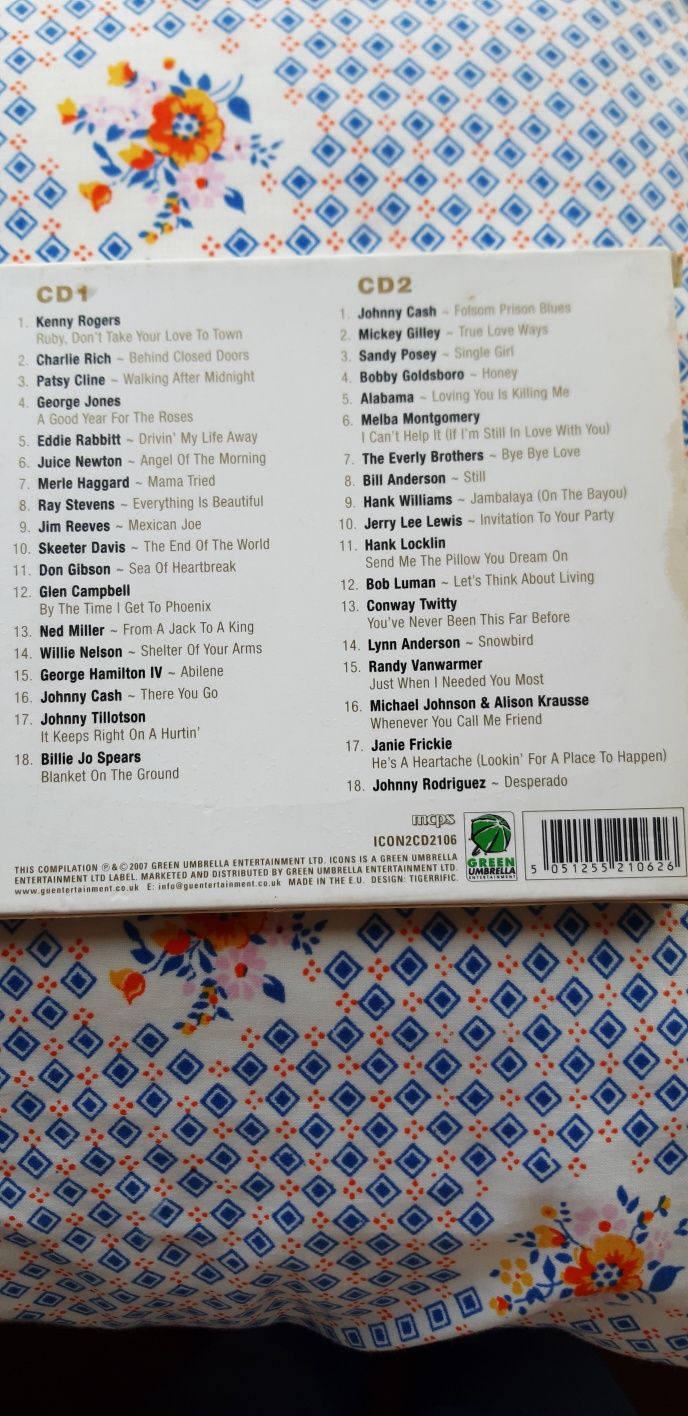 CD1
1. Kenny Rogers
Ruby, Don't Take Your Love To Town
2. Charlie Rich ~ Behind Closed Doors
3. Patsy Cline ~ Walking After Midnight
4. George Jones
A Good Year For The Roses
5. Eddie Rabbitt ~ Drivin' My Life Away
6. Juice Newton ~ Angel Of The Morning
7. Merle Haggard ~ Mama Tried
8. Ray Stevens ~ Everything Is Beautiful
9. Jim Reeves ~ Mexican Joe
10. Skeeter Davis ~ The End Of The World
11. Don Gibson ~ Sea Of Heartbreak
12. Glen Campbell
By The Time I Get To Phoenix
13. Ned Miller ~ From A Jack To A King
14. Willie Nelson ~ Shelter Of Your Arms
15. George Hamilton IV ~ Abilene
16. Johnny Cash ~ There You Go
17. Johnny Tillotson
It Keeps Right On A Hurtin'
18. Billie Jo Spears
Blanket On The Ground
CD2
1. Johnny Cash ~ Folsom Prison Blues
2. Mickey Gilley ~ True Love Ways
3. Sandy Posey ~ Single Girl
4. Bobby Goldsboro ~ Honey
5. Alabama ~ Loving You Is Killing Me
6. Melba Montgomery
I Can't Help It (If I'm Still In Love With You)
7. The Everly Brothers ~ Bye Bye Love
8. Bill Anderson ~ Still
9. Hank Williams ~ Jambalaya (On The Bayou)
10. Jerry Lee Lewis ~ Invitation To Your Party
11. Hank Locklin
Send Me The Pillow You Dream On
12. Bob Luman ~ Let's Think About Living
13. Conway Twitty
You've Never Been This Far Before
14. Lynn Anderson ~ Snowbird
15. Randy Vanwarmer
Just When I Needed You Most
16. Michael Johnson & Alison Krausse
Whenever You Call Me Friend
17. Janie Frickie
He's A Heartache (Lookin' For A Place To Happen)
18. Johnny Rodriguez ~ Desperado
mcps
ICON2CD2106
THIS COMPILATION ℗&©2007 GREEN UMBRELLA ENTERTAINMENT LTD. ICONS IS A GREEN UMBRELLA
ENTERTAINMENT LTD LABEL. MARKETED AND DISTRIBUTED BY GREEN UMBRELLA ENTERTAINMENT LTD.
www.guentertainment.co.uk E: info@guentertainment.co.uk MADE IN THE E.U. DESIGN: TIGERRIFIC.
GREEN
UMBRELLA
ENTERTAINMENT
5 051255 210626